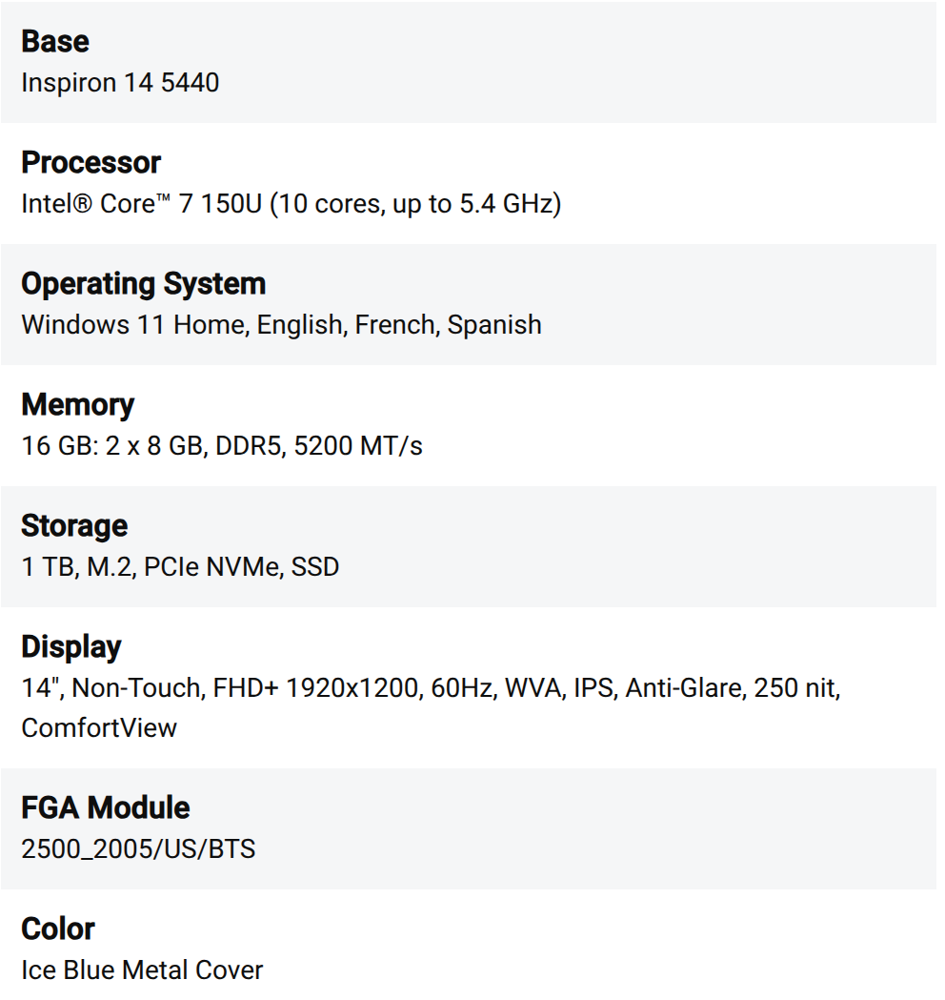 Base
Inspiron 14 5440
Processor
Intel® Core™ 7 150U (10 cores, up to 5.4 GHz)
Operating System
Windows 11 Home, English, French, Spanish
Memory
16 GB: 2 x 8 GB, DDR5, 5200 MT/s
Storage
1 TB, M.2, PCIe NVMe, SSD
Display
14", Non-Touch, FHD+ 1920x1200, 60Hz, WVA, IPS, Anti-Glare, 250 nit,
ComfortView
FGA Module
2500_2005/US/BTS
Color
Ice Blue Metal Cover